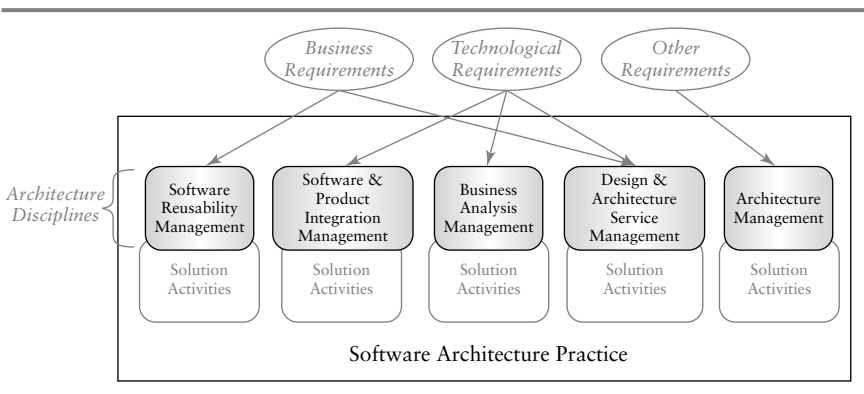 Business
Requirements
Technological
Requirements
Other
Requirements
Architecture
Disciplines
Software
Reusability
Management
Software &
Product
Integration
Management
Business
Analysis
Management
Design &
Architecture
Service
Management
Architecture
Management
Solution
Activities
Solution
Activities
Solution
Activities
Solution
Activities
Solution
Activities
Software Architecture Practice